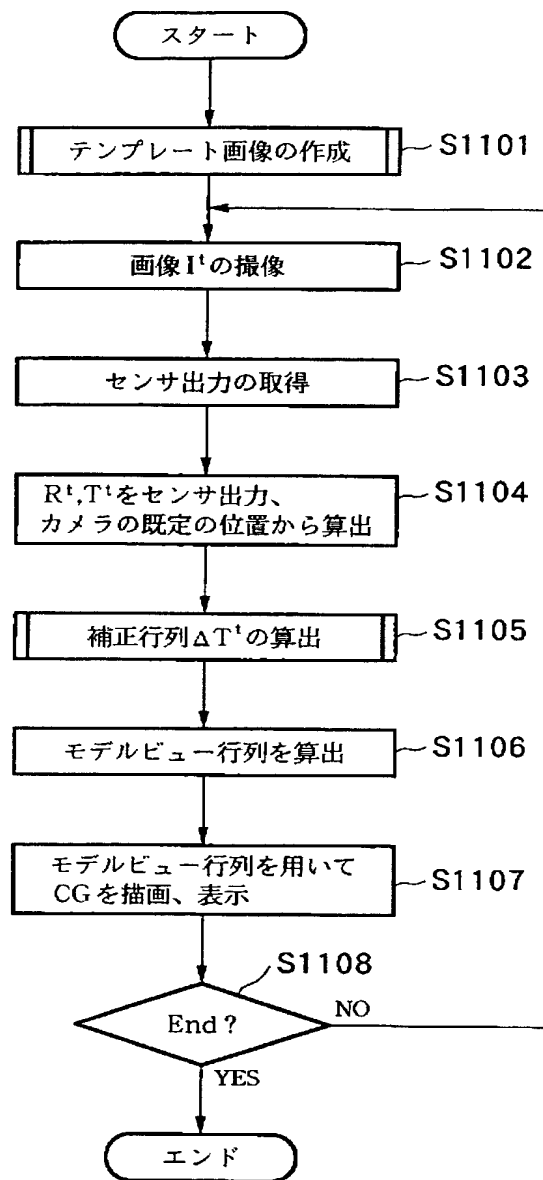 スタート
テンプレート画像の作成 S1101
画像Iᵗの撮像 S1102
センサ出力の取得 S1103
Rᵗ,Tᵗをセンサ出力、
カメラの既定の位置から算出 S1104
補正行列ΔTᵗの算出 S1105
モデルビュー行列を算出 S1106
モデルビュー行列を用いて
CGを描画、表示 S1107
S1108
End?
NO
YES
エンド